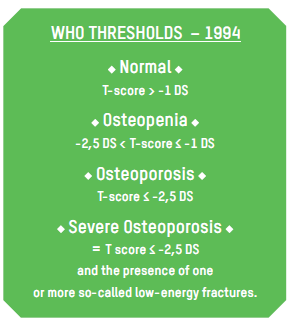 WHO THRESHOLDS – 1994
◆ Normal ◆
T-score > -1 DS
◆ Osteopenia ◆
-2,5 DS < T-score ≤ -1 DS
◆ Osteoporosis ◆
T-score ≤ -2,5 DS
◆ Severe Osteoporosis ◆
= T score ≤ -2,5 DS
and the presence of one
or more so-called low-energy fractures.